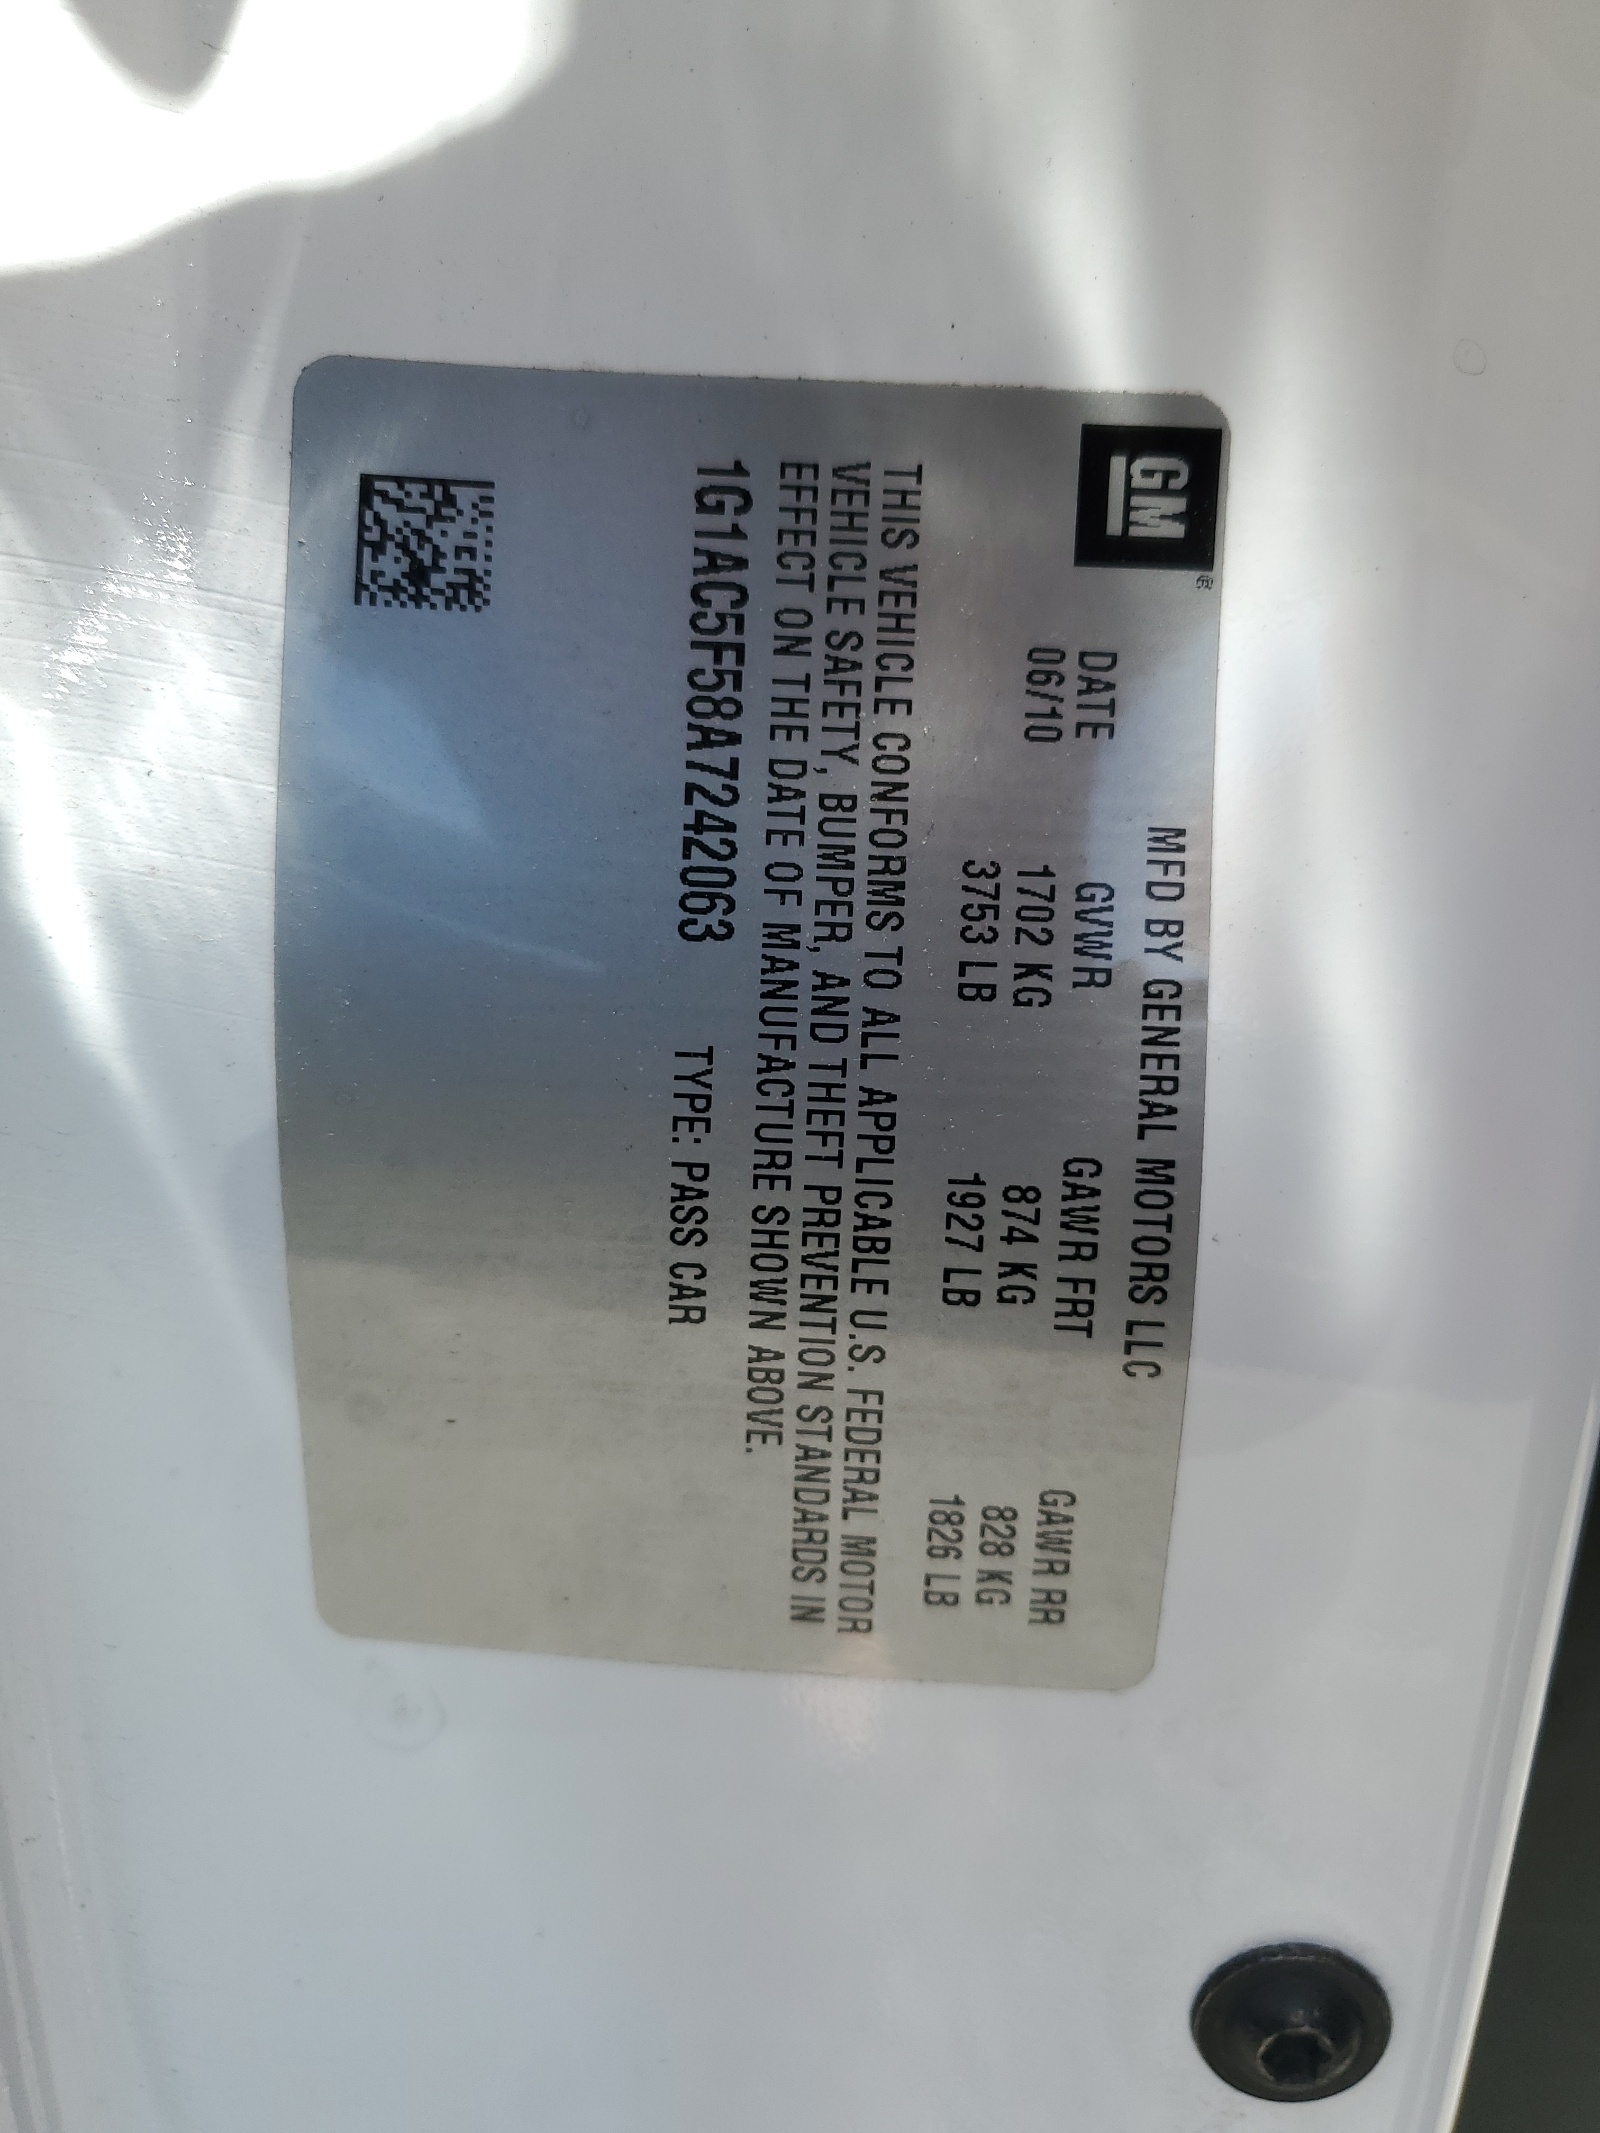 GM®
MFD BY GENERAL MOTORS LLC
DATE GVWR GAWR FRT GAWR RR
06/10 1702 KG 874 KG 828 KG
3753 LB 1927 LB 1826 LB
THIS VEHICLE CONFORMS TO ALL APPLICABLE U.S. FEDERAL MOTOR
VEHICLE SAFETY, BUMPER, AND THEFT PREVENTION STANDARDS IN
EFFECT ON THE DATE OF MANUFACTURE SHOWN ABOVE.
1G1AC5F58A7242063 TYPE: PASS CAR